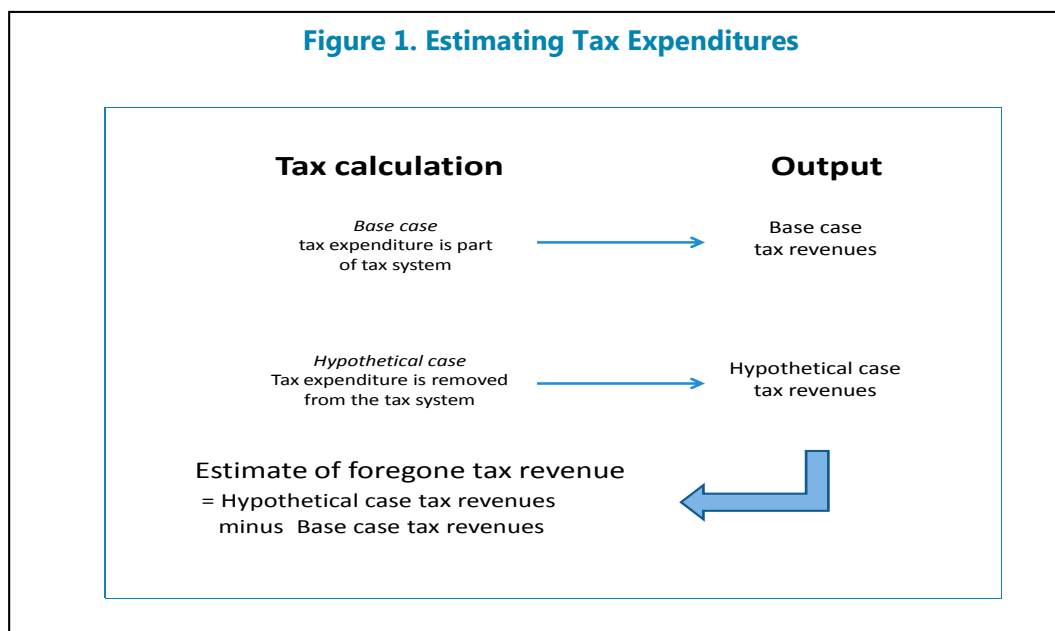 Figure 1. Estimating Tax Expenditures
Tax calculation
Output
Base case
tax expenditure is part
of tax system
Base case
tax revenues
Hypothetical case
Tax expenditure is removed
from the tax system
Hypothetical case
tax revenues
Estimate of foregone tax revenue
= Hypothetical case tax revenues
minus Base case tax revenues